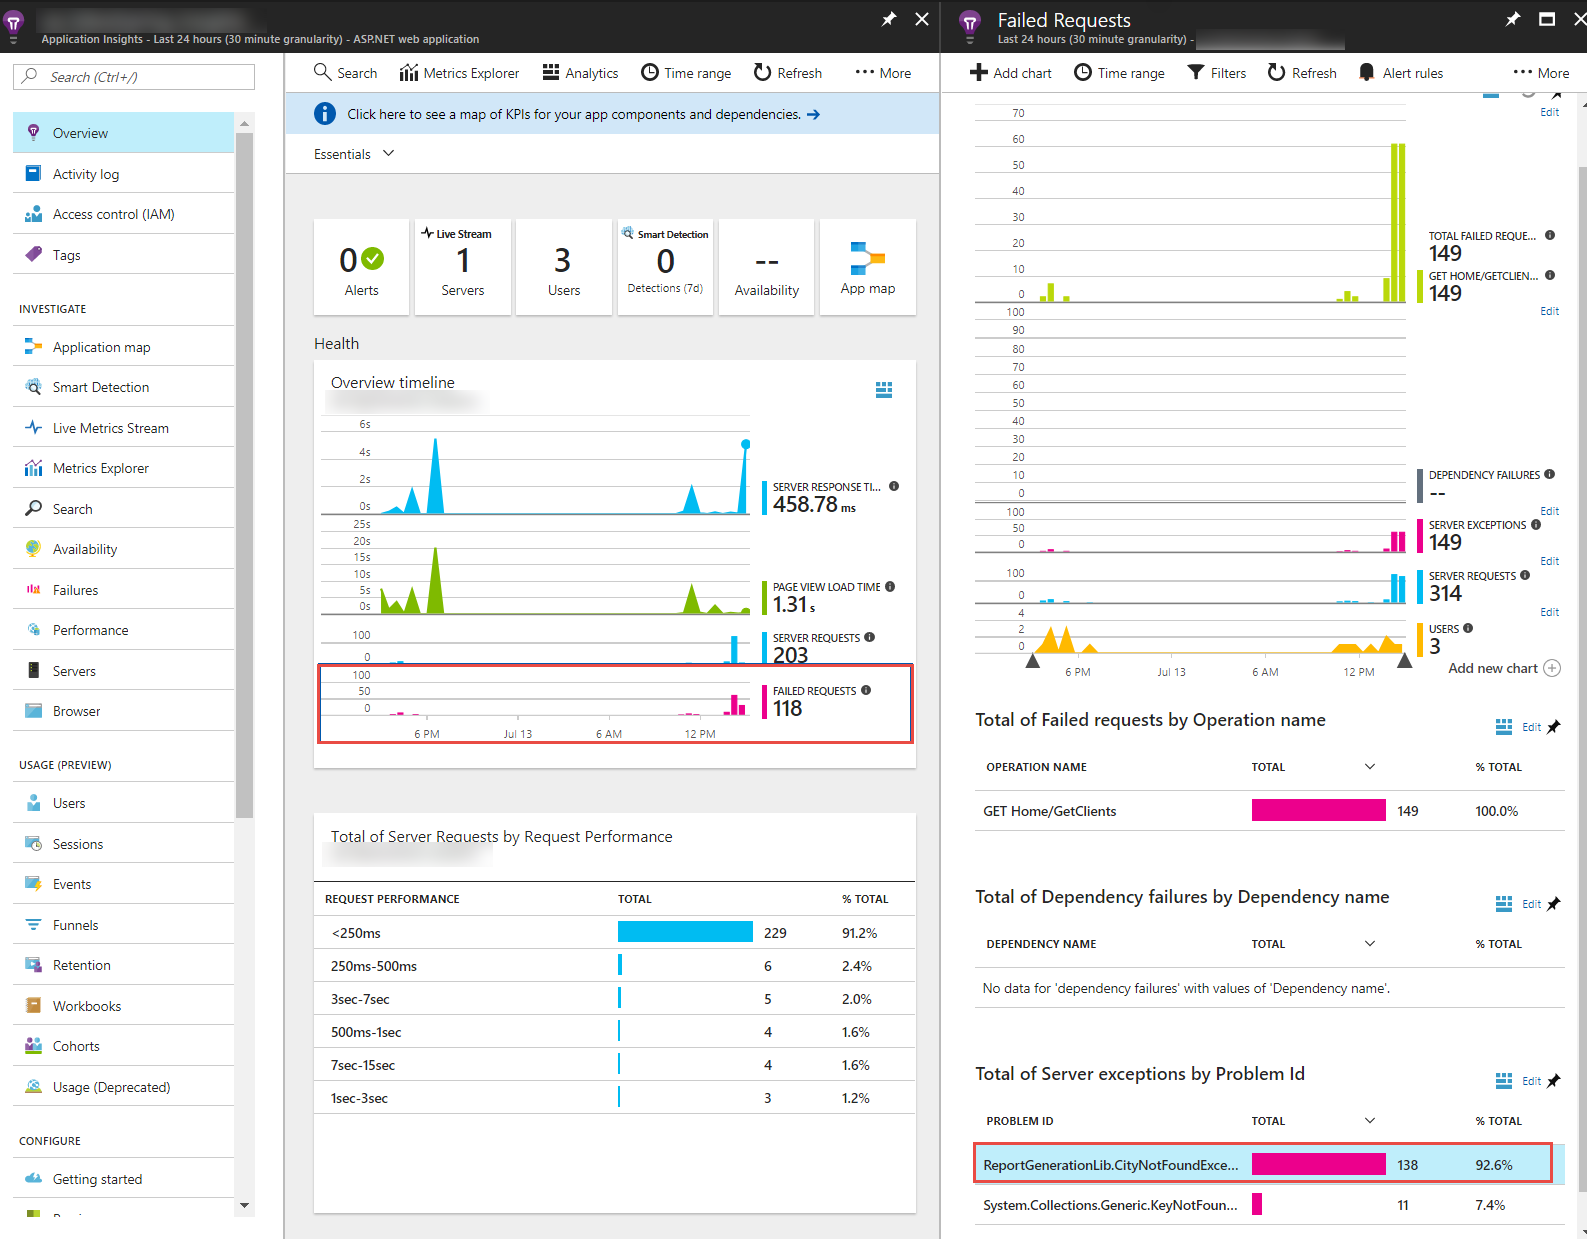 Application Insights - Last 24 hours (30 minute granularity) - ASP.NET web application
Search (Ctrl+/)
Overview
Activity log
Access control (IAM)
Tags
INVESTIGATE
Application map
Smart Detection
Live Metrics Stream
Metrics Explorer
Search
Availability
Failures
Performance
Servers
Browser
USAGE (PREVIEW)
Users
Sessions
Events
Funnels
Retention
Workbooks
Cohorts
Usage (Deprecated)
CONFIGURE
Getting started
Search Metrics Explorer Analytics Time range Refresh ••• More
Click here to see a map of KPIs for your app components and dependencies.
Essentials
0
Alerts
Live Stream
1
Servers
3
Users
Smart Detection
0
Detections (7d)
--
Availability
App map
Health
Overview timeline
6s
4s
2s
0s
SERVER RESPONSE TI...
458.78 ms
25s
20s
15s
10s
5s
0s
PAGE VIEW LOAD TIME
1.31 s
100
0
SERVER REQUESTS
203
100
50
0
FAILED REQUESTS
118
6 PM Jul 13 6 AM 12 PM
Total of Server Requests by Request Performance
REQUEST PERFORMANCE TOTAL % TOTAL
<250ms 229 91.2%
250ms-500ms 6 2.4%
3sec-7sec 5 2.0%
500ms-1sec 4 1.6%
7sec-15sec 4 1.6%
1sec-3sec 3 1.2%
Failed Requests
Last 24 hours (30 minute granularity) -
Add chart Time range Filters Refresh Alert rules ••• More
Edit
70
60
50
40
30
20
10
0
TOTAL FAILED REQUE...
149
GET HOME/GETCLIEN...
149
Edit
100
90
80
70
60
50
40
30
20
10
0
DEPENDENCY FAILURES
--
Edit
100
50
0
SERVER EXCEPTIONS
149
Edit
100
0
SERVER REQUESTS
314
Edit
4
2
0
USERS
3
6 PM Jul 13 6 AM 12 PM
Add new chart
Total of Failed requests by Operation name
Edit
OPERATION NAME TOTAL % TOTAL
GET Home/GetClients 149 100.0%
Total of Dependency failures by Dependency name
Edit
DEPENDENCY NAME TOTAL % TOTAL
No data for 'dependency failures' with values of 'Dependency name'.
Total of Server exceptions by Problem Id
Edit
PROBLEM ID TOTAL % TOTAL
ReportGenerationLib.CityNotFoundExce... 138 92.6%
System.Collections.Generic.KeyNotFoun... 11 7.4%